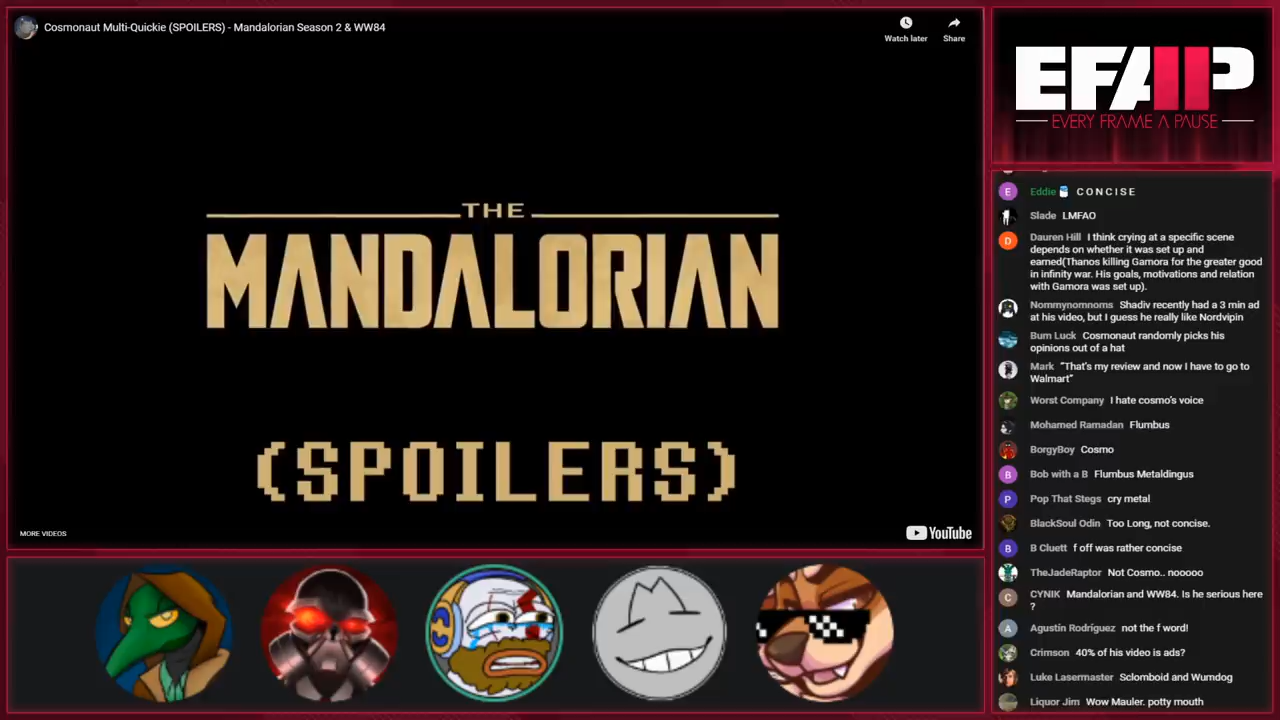 Cosmonaut Multi-Quickie (SPOILERS) - Mandalorian Season 2 & WW84
Watch later
Share
THE
MANDALORIAN
(SPOILERS)
MORE VIDEOS
YouTube
EFAP
EVERY FRAME A PAUSE
Eddie C O N C I S E
Slade LMFAO
Dauren Hill I think crying at a specific scene
depends on whether it was set up and
earned(Thanos killing Gamora for the greater good
in infinity war. His goals, motivations and relation
with Gamora was set up).
Nommynomnoms Shadiv recently had a 3 min ad
at his video, but I guess he really like Nordvipin
Bum Luck Cosmonaut randomly picks his
opinions out of a hat
Mark “That's my review and now I have to go to
Walmart”
Worst Company I hate cosmo's voice
Mohamed Ramadan Flumbus
BorgyBoy Cosmo
Bob with a B Flumbus Metaldingus
Pop That Stegs cry metal
BlackSoul Odin Too Long, not concise.
B Cluett f off was rather concise
TheJadeRaptor Not Cosmo.. nooooo
CYNIK Mandalorian and WW84. Is he serious here
?
Agustín Rodríguez not the f word!
Crimson 40% of his video is ads?
Luke Lasermaster Sclomboid and Wumdog
Liquor Jim Wow Mauler. potty mouth